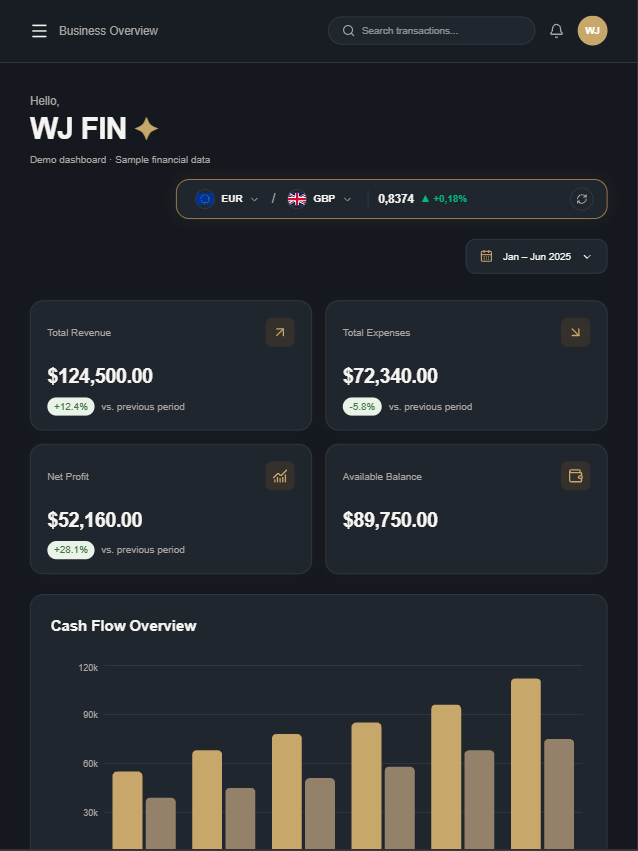 Business Overview
Search transactions...
WJ
Hello,
WJ FIN
Demo dashboard · Sample financial data
EUR / GBP 0,8374 ▲ +0,18%
Jan – Jun 2025
Total Revenue
$124,500.00
+12.4% vs. previous period
Total Expenses
$72,340.00
-5.8% vs. previous period
Net Profit
$52,160.00
+28.1% vs. previous period
Available Balance
$89,750.00
Cash Flow Overview
120k
90k
60k
30k